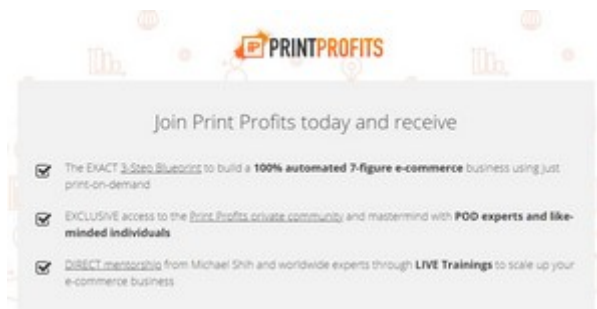 PRINTPROFITS
Join Print Profits today and receive
The EXACT 3-Step Blueprint to build a 100% automated 7-figure e-commerce business using just
print-on-demand
EXCLUSIVE access to the Print Profits private community and mastermind with POD experts and like-
minded individuals
DIRECT mentorship from Michael Shih and worldwide experts through LIVE Trainings to scale up your
e-commerce business